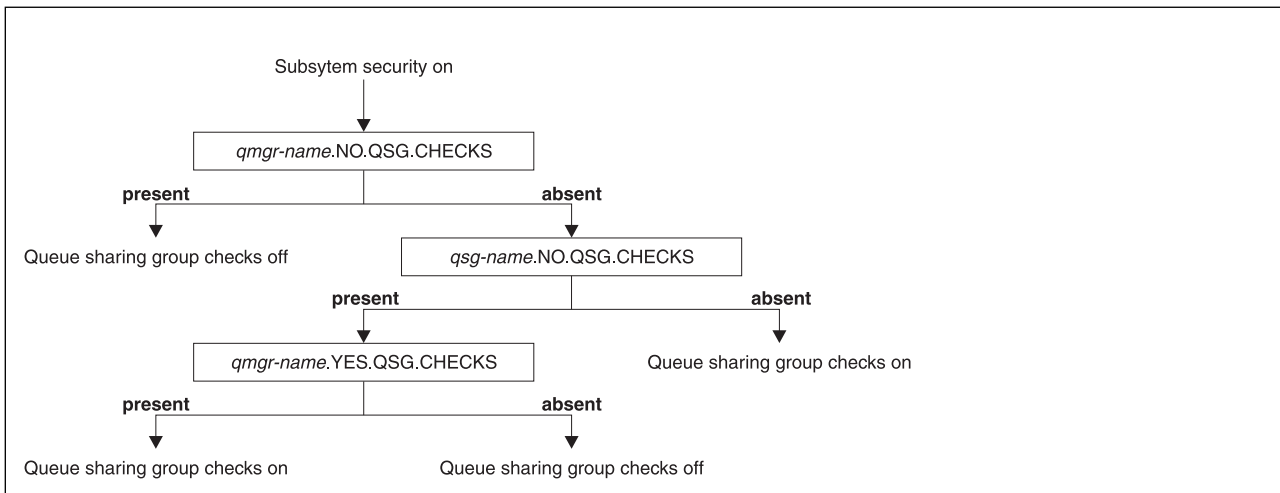 Subsytem security on
qmgr-name.NO.QSG.CHECKS
present
absent
Queue sharing group checks off
qsg-name.NO.QSG.CHECKS
present
absent
qmgr-name.YES.QSG.CHECKS
Queue sharing group checks on
present
absent
Queue sharing group checks on
Queue sharing group checks off